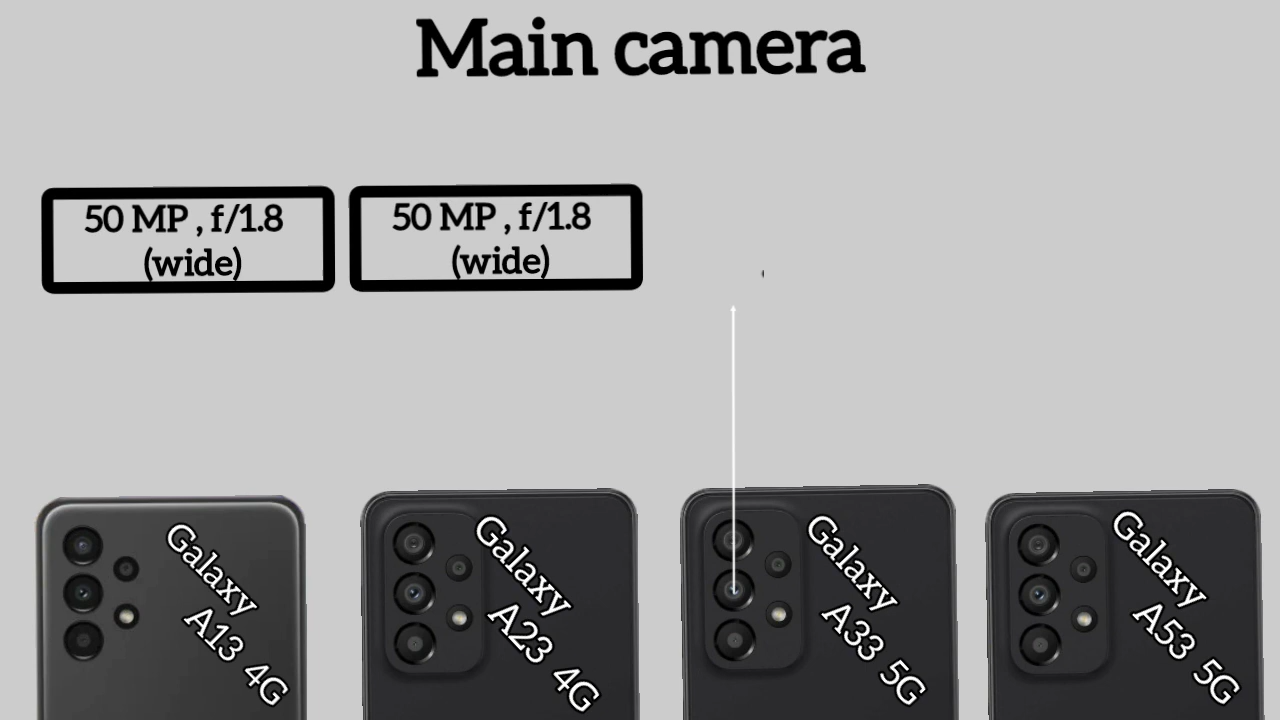 Main camera
50 MP , f/1.8
(wide)
50 MP , f/1.8
(wide)
Galaxy
A13 4G
Galaxy
A23 4G
Galaxy
A33 5G
Galaxy
A53 5G